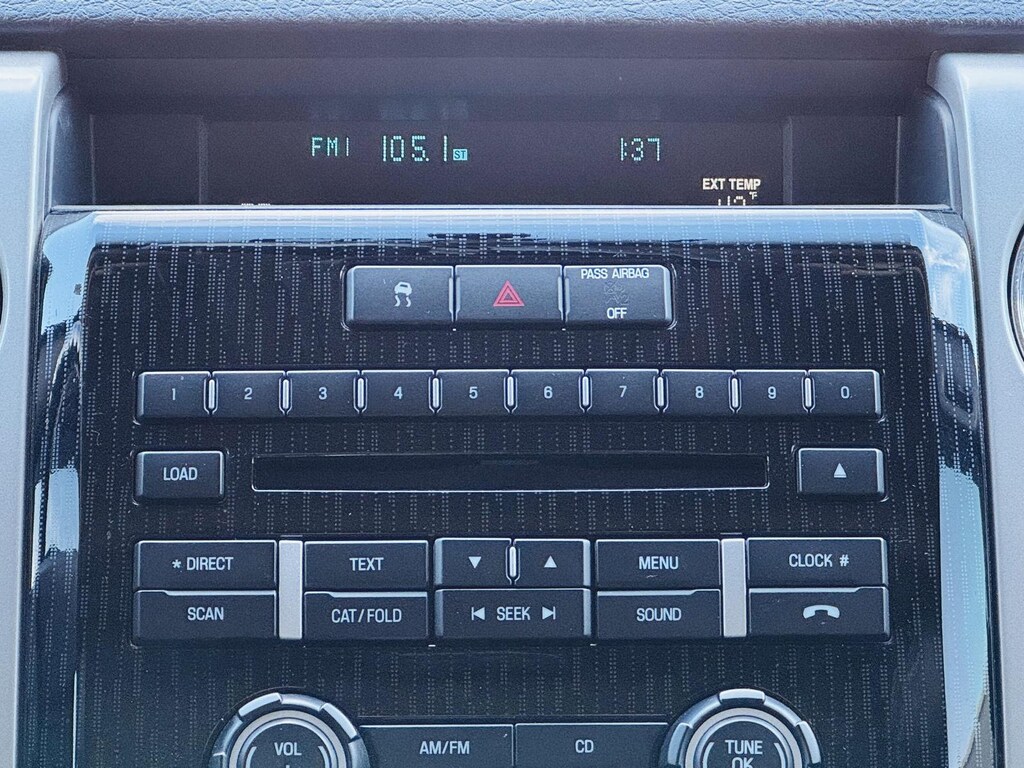 FM1 105.1 ST 1:37
EXT TEMP
°F
PASS AIRBAG
OFF
1 2 3 4 5 6 7 8 9 0
LOAD
* DIRECT TEXT MENU CLOCK #
SCAN CAT/FOLD SEEK SOUND
VOL AM/FM CD TUNE
OK